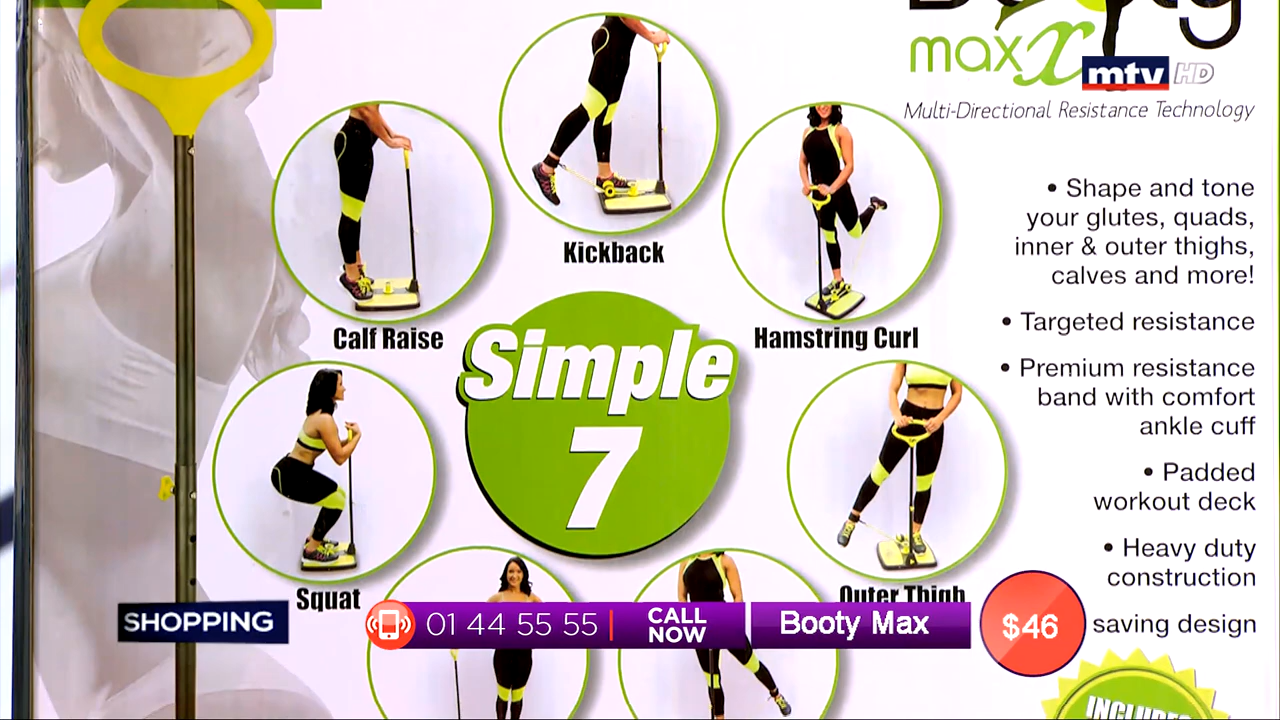 Booty
maxx
mtv HD
Multi-Directional Resistance Technology
Kickback
Calf Raise
Hamstring Curl
• Shape and tone
your glutes, quads,
inner & outer thighs,
calves and more!
• Targeted resistance
• Premium resistance
band with comfort
ankle cuff
• Padded
workout deck
• Heavy duty
construction
saving design
Simple
7
Squat
Outer Thigh
SHOPPING
01 44 55 55
CALL
NOW
Booty Max
$46
INCLUDES